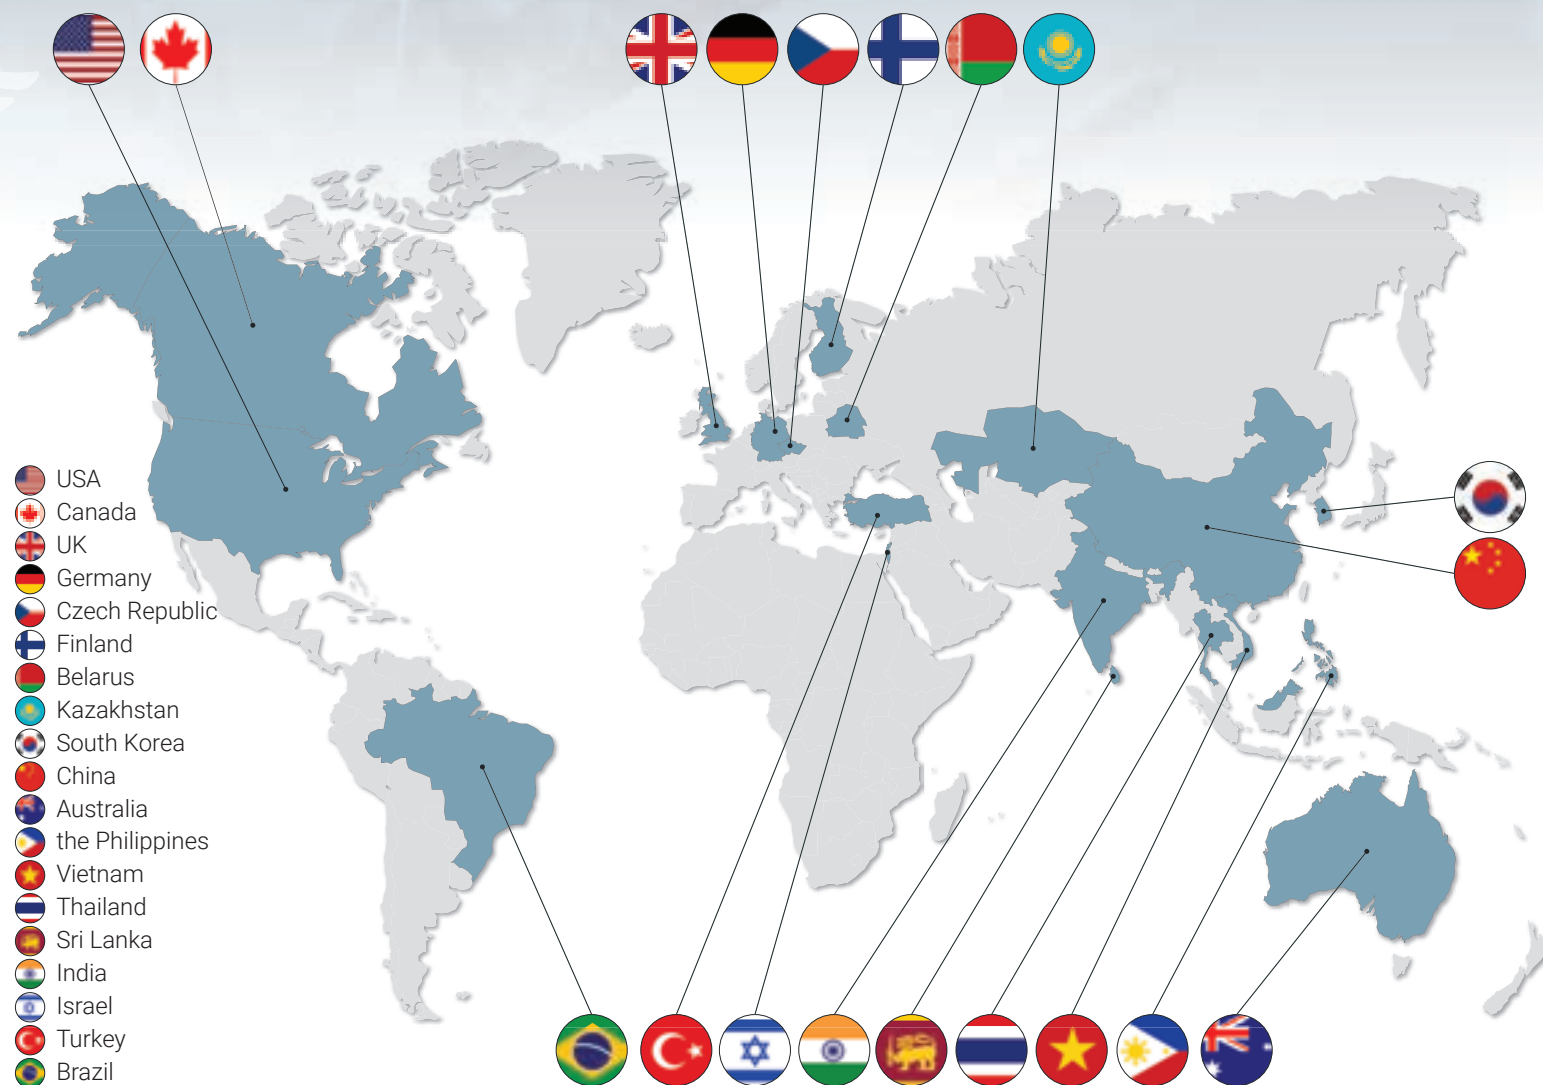 USA
Canada
UK
Germany
Czech Republic
Finland
Belarus
Kazakhstan
South Korea
China
Australia
the Philippines
Vietnam
Thailand
Sri Lanka
India
Israel
Turkey
Brazil